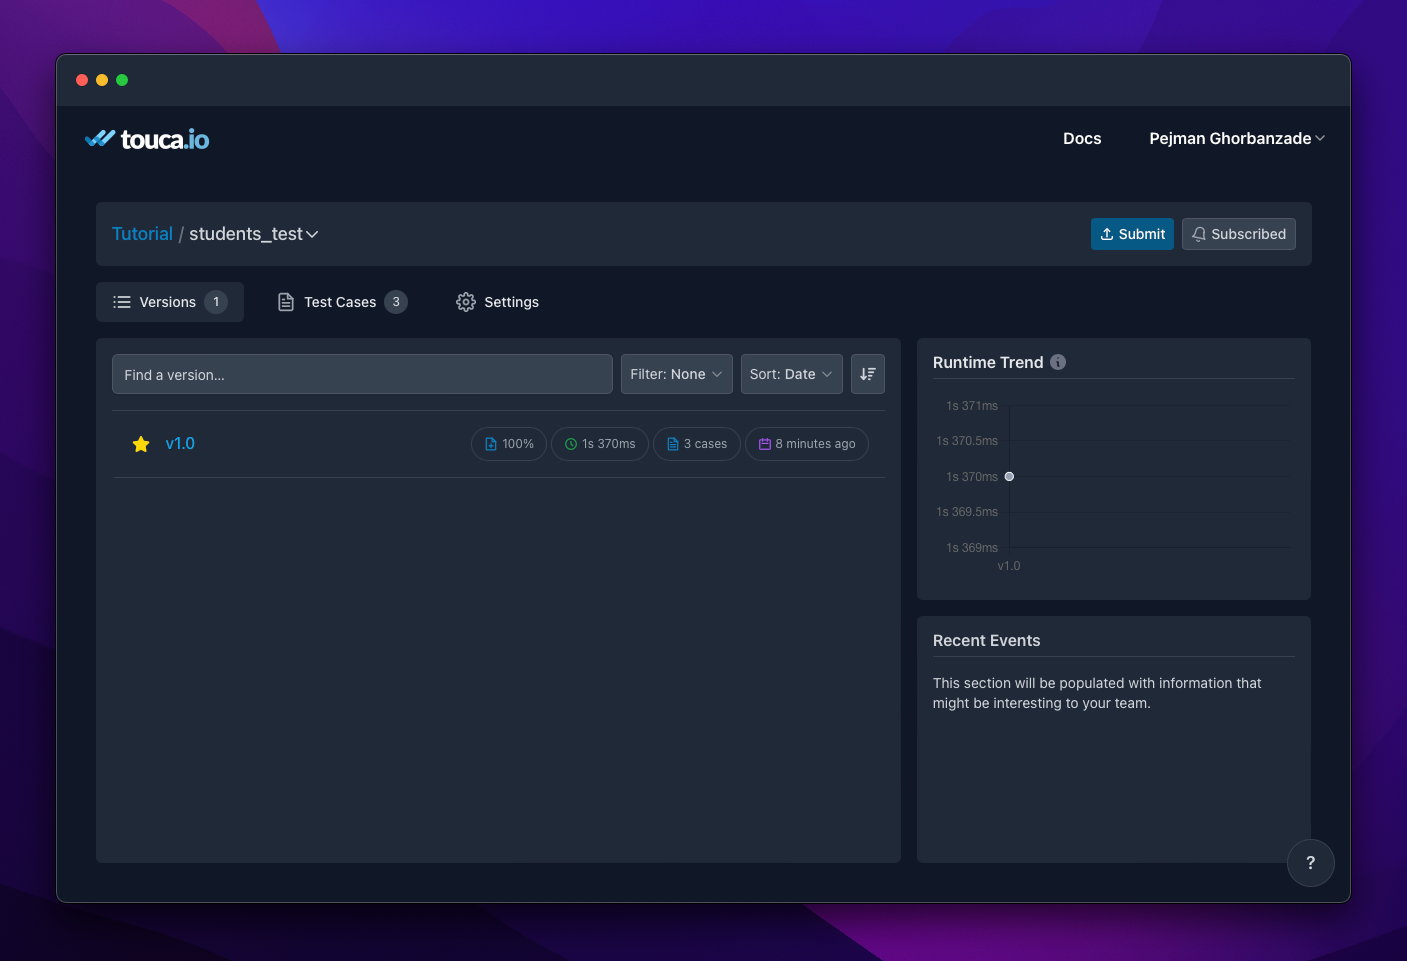 touca.io
Docs
Pejman Ghorbanzade
Tutorial / students_test
Submit
Subscribed
Versions 1
Test Cases 3
Settings
Find a version...
Filter: None
Sort: Date
v1.0
100%
1s 370ms
3 cases
8 minutes ago
Runtime Trend
1s 371ms
1s 370.5ms
1s 370ms
1s 369.5ms
1s 369ms
v1.0
Recent Events
This section will be populated with information that
might be interesting to your team.
?